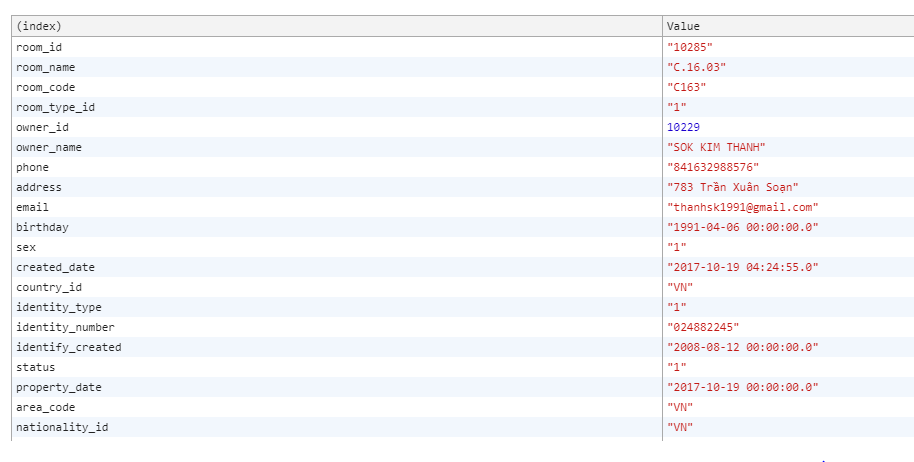 (index) Value
room_id "10285"
room_name "C.16.03"
room_code "C163"
room_type_id "1"
owner_id 10229
owner_name "SOK KIM THANH"
phone "841632988576"
address "783 Trần Xuân Soạn"
email "thanhsk1991@gmail.com"
birthday "1991-04-06 00:00:00.0"
sex "1"
created_date "2017-10-19 04:24:55.0"
country_id "VN"
identity_type "1"
identity_number "024882245"
identify_created "2008-08-12 00:00:00.0"
status "1"
property_date "2017-10-19 00:00:00.0"
area_code "VN"
nationality_id "VN"